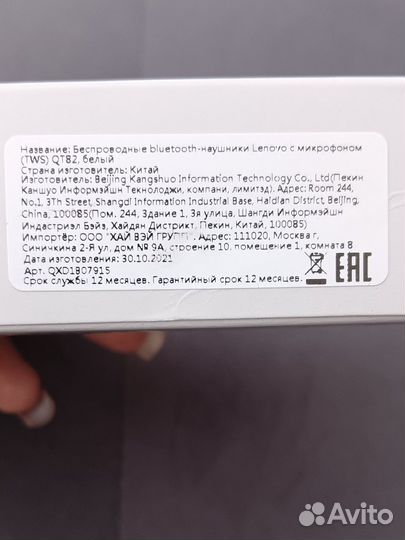 Название: Беспроводные bluetooth-наушники Lenovo с микрофоном
(TWS) QT82, белый
Страна изготовитель: Китай
Изготовитель: Beijing Kangshuo Information Technology Co., Ltd(Пекин
Каншуо Информэйшн Текнолоджи, компани, лимитэд). Адрес: Room 244,
No.1, 3Th Street, Shangdi Information Industrial Base, Haidian District, Beijing,
China, 100085(Пом. 244, Здание 1, 3я улица, Шангди Информэйшн
Индастриэл Бэйз, Хайдян Дистрикт, Пекин, Китай, 100085)
Импортёр: ООО "ХАЙ ВЭЙ ГРУПП". Адрес: 111020, Москва г,
Синичкина 2-Я ул, дом № 9А, строение 10, помещение 1, комната 8
Дата изготовления: 30.10.2021
Арт. QXD1B07915
Срок службы 12 месяцев. Гарантийный срок 12 месяцев.
EAC
Avito